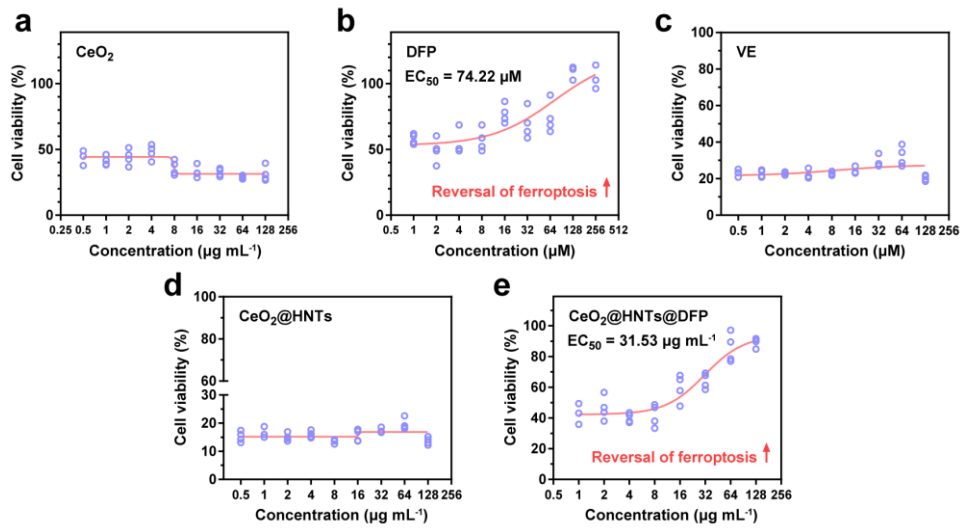 a
CeO₂
Cell viability (%)
100
50
0
0.25 0.5 1 2 4 8 16 32 64 128 256
Concentration (µg mL⁻¹)
b
DFP
EC₅₀ = 74.22 µM
Cell viability (%)
100
50
0
Reversal of ferroptosis
0.5 1 2 4 8 16 32 64 128 256 512
Concentration (µM)
c
VE
Cell viability (%)
100
80
60
40
20
0
0.5 1 2 4 8 16 32 64 128 256
Concentration (µM)
d
CeO₂@HNTs
Cell viability (%)
100
80
60
30
20
15
10
5
0
0.5 1 2 4 8 16 32 64 128 256
Concentration (µg mL⁻¹)
e
CeO₂@HNTs@DFP
EC₅₀ = 31.53 µg mL⁻¹
Cell viability (%)
100
80
60
40
20
0
Reversal of ferroptosis
0.5 1 2 4 8 16 32 64 128 256
Concentration (µg mL⁻¹)